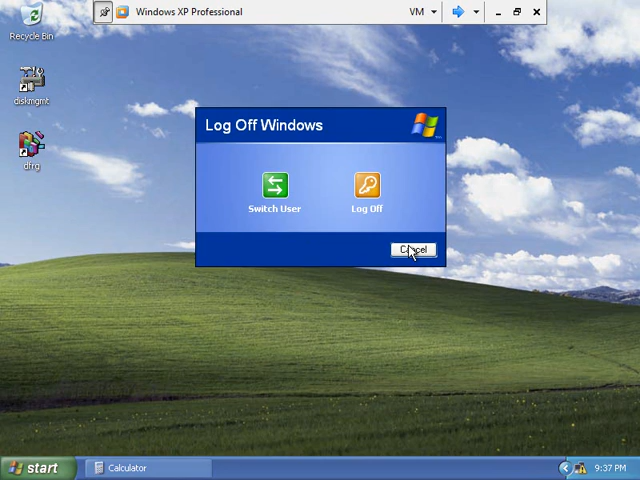 Windows XP Professional
VM
Recycle Bin
diskmgmt
dfrg
Log Off Windows
Switch User
Log Off
Cancel
start
Calculator
9:37 PM